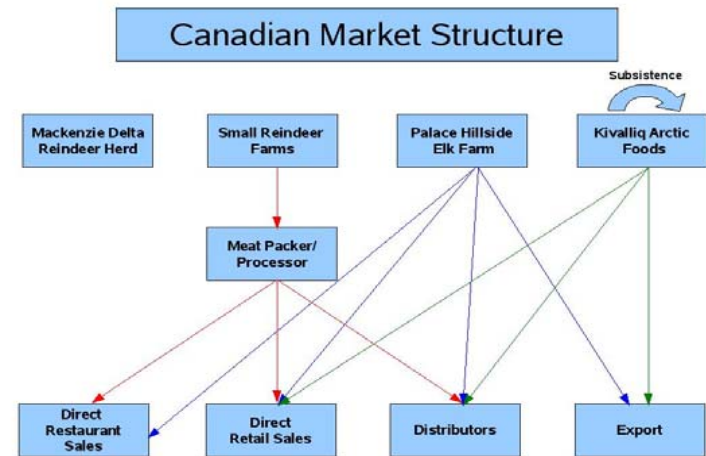 Canadian Market Structure
Subsistence
Mackenzie Delta
Reindeer Herd
Small Reindeer
Farms
Palace Hillside
Elk Farm
Kivalliq Arctic
Foods
Meat Packer/
Processor
Direct
Restaurant
Sales
Direct
Retail Sales
Distributors
Export